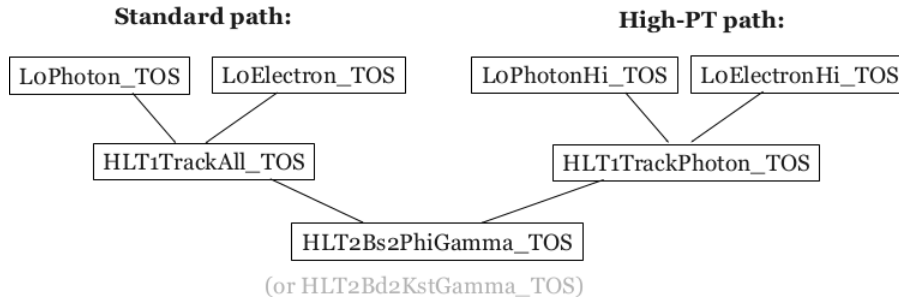 Standard path:
High-PT path:
L0Photon_TOS
L0Electron_TOS
L0PhotonHi_TOS
L0ElectronHi_TOS
HLT1TrackAll_TOS
HLT1TrackPhoton_TOS
HLT2Bs2PhiGamma_TOS
(or HLT2Bd2KstGamma_TOS)